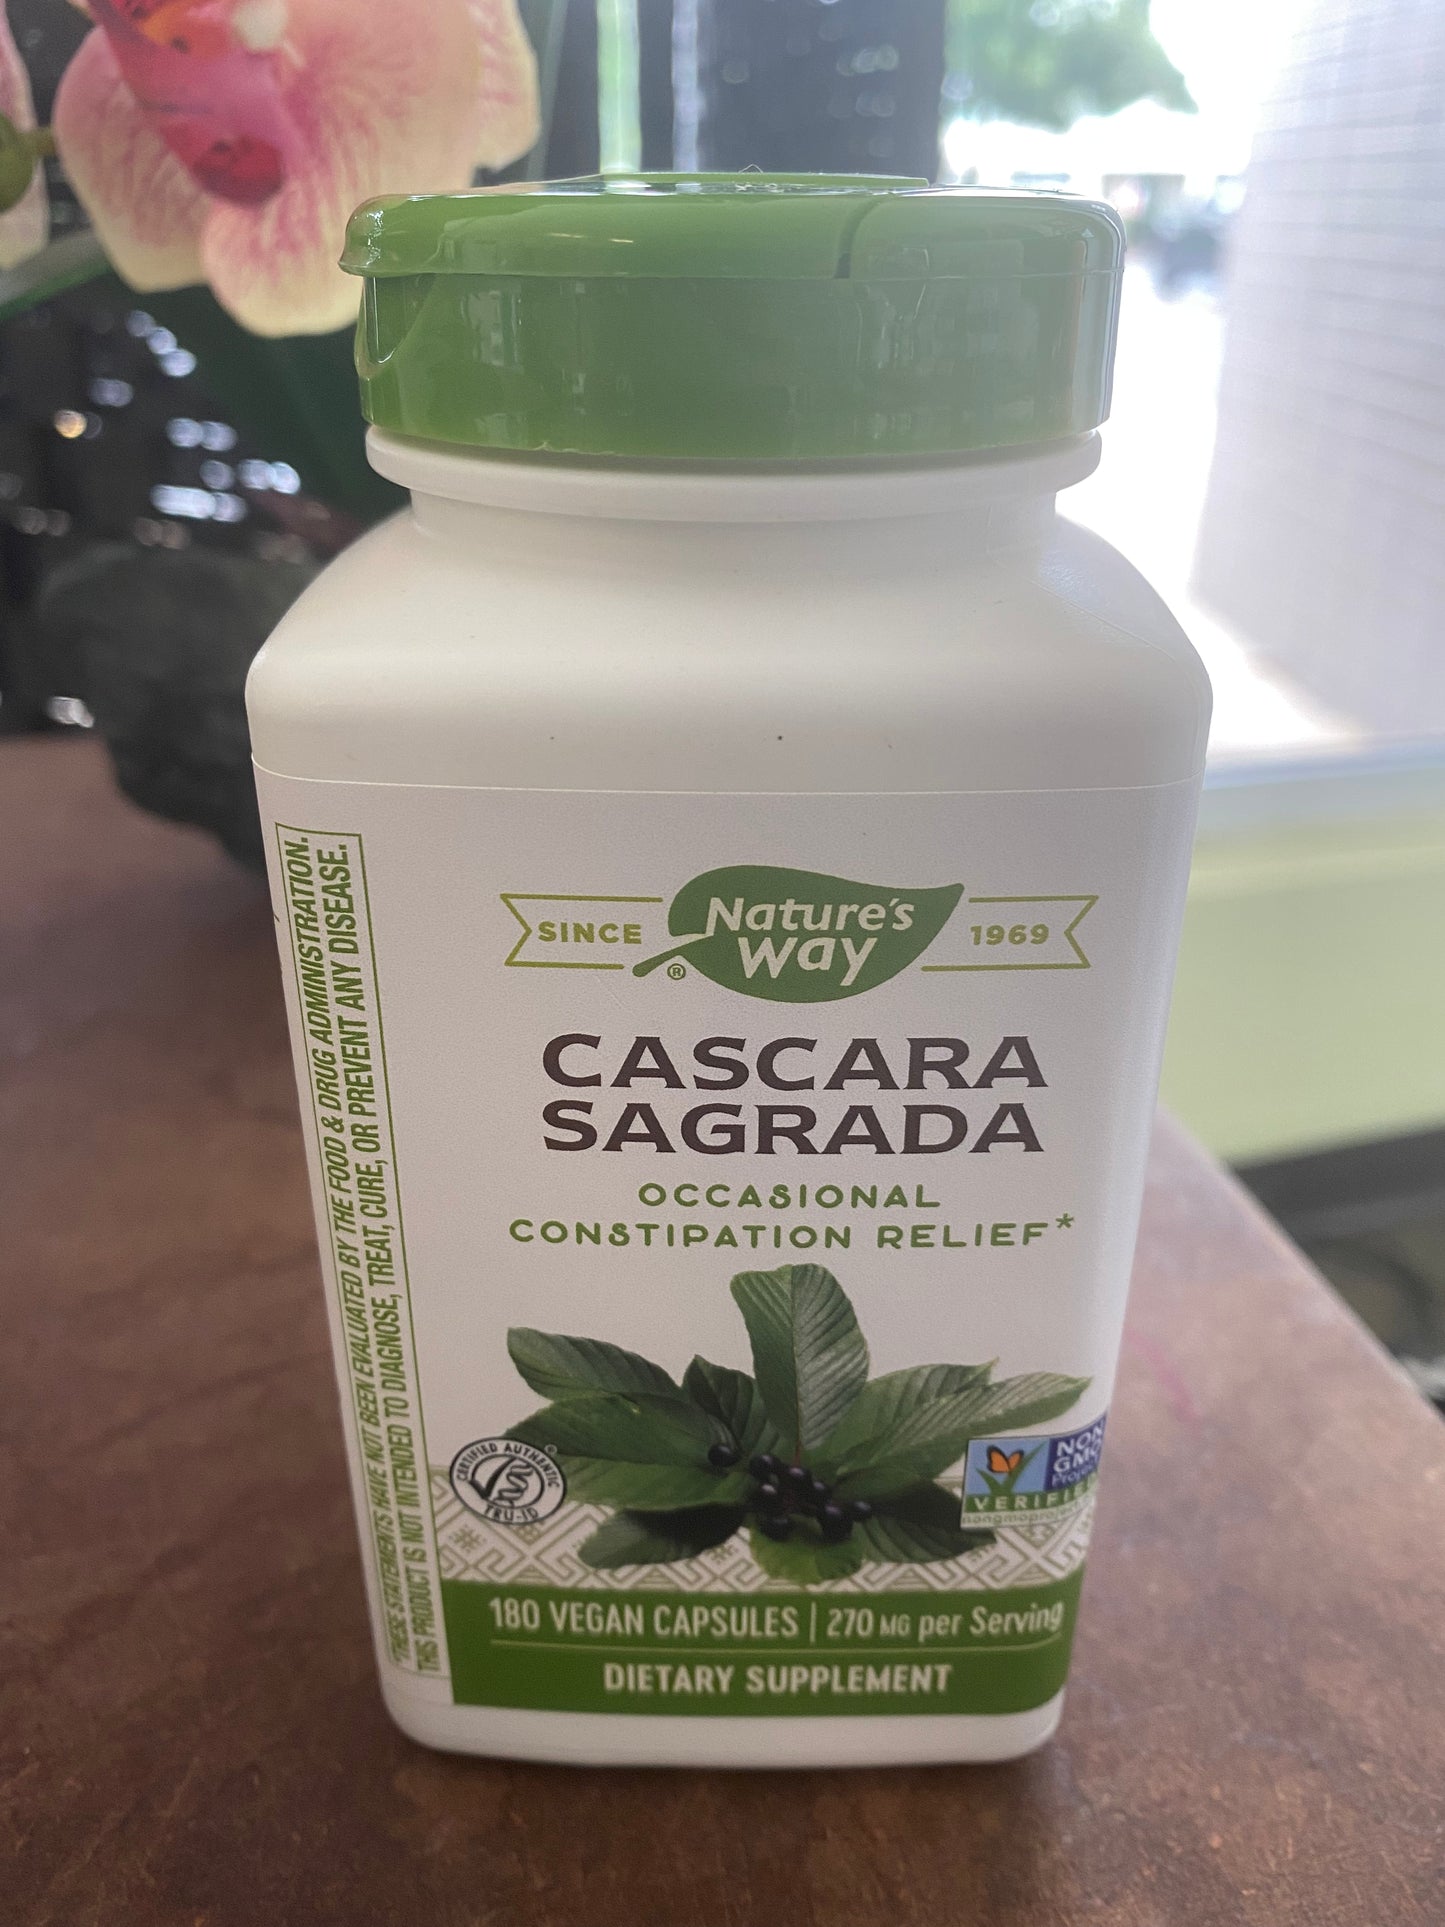 SINCE
Nature's
Way
®
1969
CASCARA
SAGRADA
OCCASIONAL
CONSTIPATION RELIEF*
CERTIFIED AUTHENTIC
TRU-ID
NON
GMO
Project
VERIFIED
180 VEGAN CAPSULES | 270 MG per Serving
DIETARY SUPPLEMENT
*THESE STATEMENTS HAVE NOT BEEN EVALUATED BY THE FOOD & DRUG ADMINISTRATION.
THIS PRODUCT IS NOT INTENDED TO DIAGNOSE, TREAT, CURE, OR PREVENT ANY DISEASE.